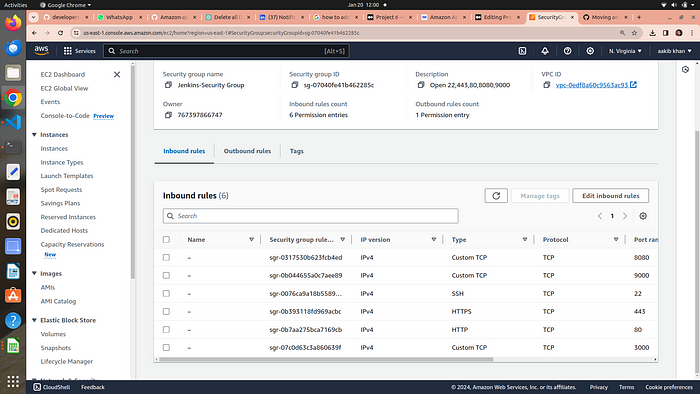 Activities
Google Chrome
Jan 20 12:00
developer
WhatsApp
Amazon
Delete all
(37) Notific
how to add
Project 6
Amazon Ap
Editing Pro
SecurityGr
Moving an
us-east-1.console.aws.amazon.com/ec2/home?region=us-east-1#SecurityGroup:securityGroupId=sg-07040fe41b462285c
aws
Services
Search
[Alt+S]
N. Virginia
aakib khan
EC2 Dashboard
EC2 Global View
Events
Console-to-Code Preview
Instances
Instances
Instance Types
Launch Templates
Spot Requests
Savings Plans
Reserved Instances
Dedicated Hosts
Capacity Reservations
New
Images
AMIs
AMI Catalog
Elastic Block Store
Volumes
Snapshots
Lifecycle Manager
Security group name
Jenkins-Security Group
Security group ID
sg-07040fe41b462285c
Description
Open 22,443,80,8080,9000
VPC ID
vpc-0edf8a60c9563ac93
Owner
767397866747
Inbound rules count
6 Permission entries
Outbound rules count
1 Permission entry
Inbound rules
Outbound rules
Tags
Inbound rules (6)
Manage tags
Edit inbound rules
Search
1
Name Security group rule... IP version Type Protocol Port ran
– sgr-0317530b623fcb4ed IPv4 Custom TCP TCP 8080
– sgr-0b044655a0c7aee89 IPv4 Custom TCP TCP 9000
– sgr-0076ca9a18b5589... IPv4 SSH TCP 22
– sgr-0b393118fd969cabc IPv4 HTTPS TCP 443
– sgr-0b7aa275bca7169cb IPv4 HTTP TCP 80
– sgr-07c0d63c3a860639f IPv4 Custom TCP TCP 3000
CloudShell
Feedback
© 2024, Amazon Web Services, Inc. or its affiliates.
Privacy
Terms
Cookie preferences